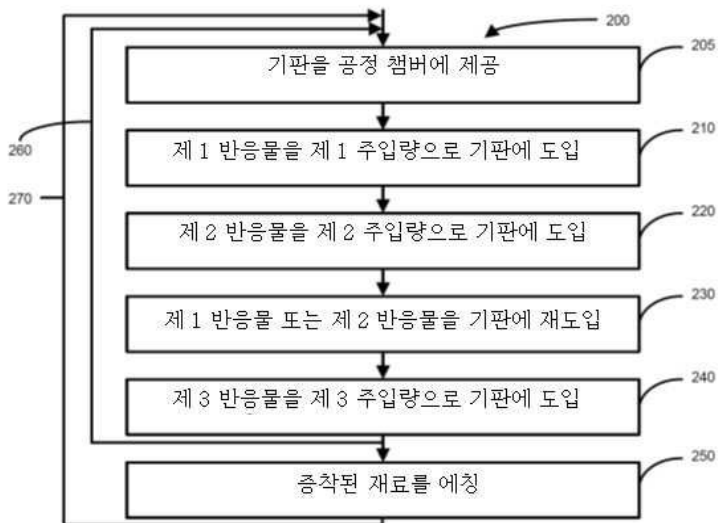 200
기판을 공정 챔버에 제공
205
제 1 반응물을 제 1 주입량으로 기판에 도입
210
260
270
제 2 반응물을 제 2 주입량으로 기판에 도입
220
제 1 반응물 또는 제 2 반응물을 기판에 재도입
230
제 3 반응물을 제 3 주입량으로 기판에 도입
240
증착된 재료를 에칭
250